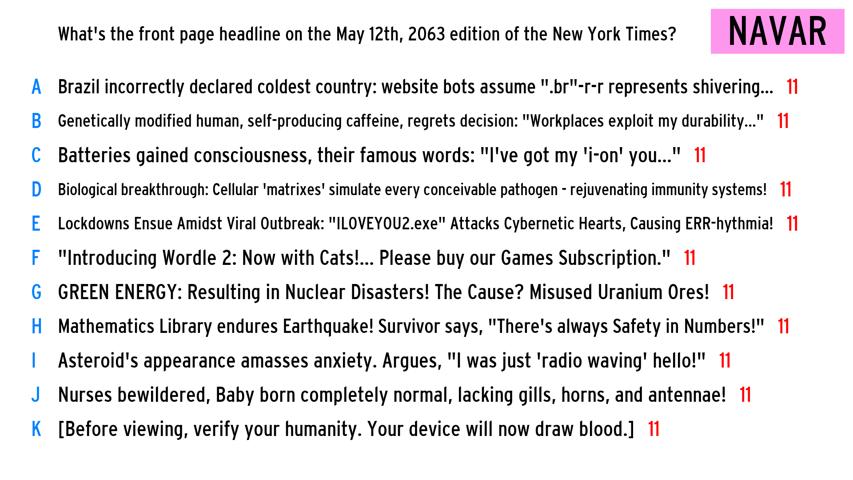 What's the front page headline on the May 12th, 2063 edition of the New York Times?
NAVAR
A Brazil incorrectly declared coldest country: website bots assume ".br"-r-r represents shivering... 11
B Genetically modified human, self-producing caffeine, regrets decision: "Workplaces exploit my durability..." 11
C Batteries gained consciousness, their famous words: "I've got my 'i-on' you..." 11
D Biological breakthrough: Cellular 'matrixes' simulate every conceivable pathogen - rejuvenating immunity systems! 11
E Lockdowns Ensue Amidst Viral Outbreak: "ILOVEYOU2.exe" Attacks Cybernetic Hearts, Causing ERR-hythmia! 11
F "Introducing Wordle 2: Now with Cats!... Please buy our Games Subscription." 11
G GREEN ENERGY: Resulting in Nuclear Disasters! The Cause? Misused Uranium Ores! 11
H Mathematics Library endures Earthquake! Survivor says, "There's always Safety in Numbers!" 11
I Asteroid's appearance amasses anxiety. Argues, "I was just 'radio waving' hello!" 11
J Nurses bewildered, Baby born completely normal, lacking gills, horns, and antennae! 11
K [Before viewing, verify your humanity. Your device will now draw blood.] 11